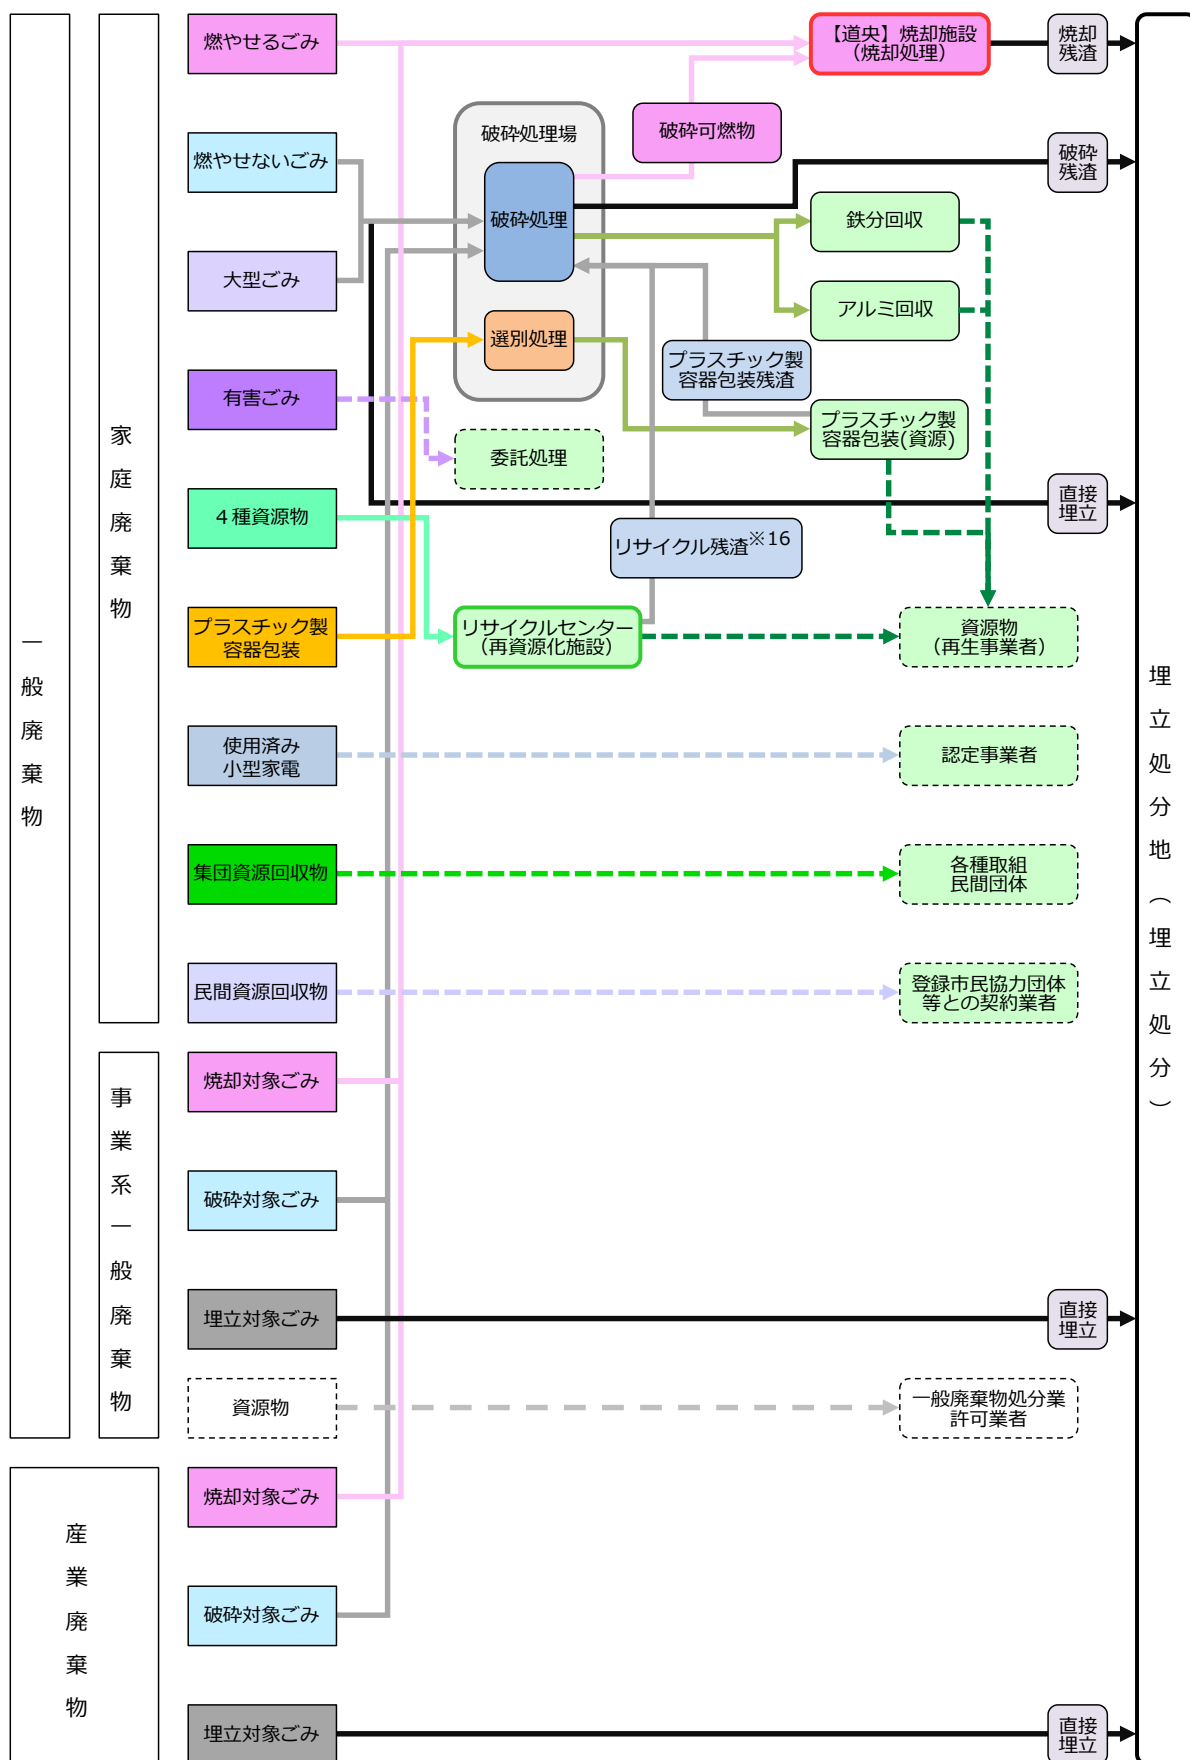 一般廃棄物
家庭廃棄物
事業系一般廃棄物
産業廃棄物
燃やせるごみ
燃やせないごみ
大型ごみ
有害ごみ
4種資源物
プラスチック製
容器包装
使用済み
小型家電
集団資源回収物
民間資源回収物
焼却対象ごみ
破砕対象ごみ
埋立対象ごみ
資源物
焼却対象ごみ
破砕対象ごみ
埋立対象ごみ
破砕処理場
破砕処理
選別処理
委託処理
リサイクルセンター
(再資源化施設)
破砕可燃物
プラスチック製
容器包装残渣
リサイクル残渣※16
【道央】焼却施設
(焼却処理)
鉄分回収
アルミ回収
プラスチック製
容器包装(資源)
資源物
(再生事業者)
認定事業者
各種取組
民間団体
登録市民協力団体
等との契約業者
一般廃棄物処分業
許可業者
焼却
残渣
破砕
残渣
直接
埋立
直接
埋立
直接
埋立
埋立処分地(埋立処分)